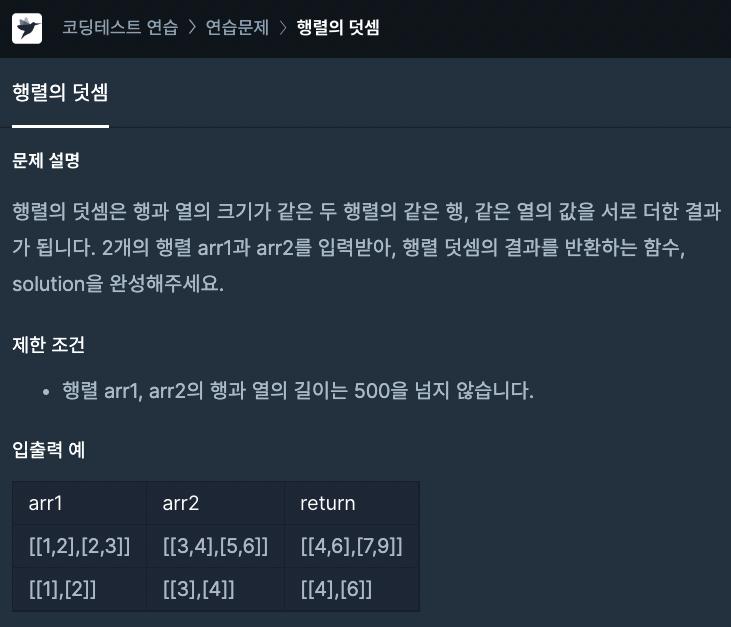 코딩테스트 연습 > 연습문제 > 행렬의 덧셈
행렬의 덧셈
문제 설명
행렬의 덧셈은 행과 열의 크기가 같은 두 행렬의 같은 행, 같은 열의 값을 서로 더한 결과
가 됩니다. 2개의 행렬 arr1과 arr2를 입력받아, 행렬 덧셈의 결과를 반환하는 함수,
solution을 완성해주세요.
제한 조건
• 행렬 arr1, arr2의 행과 열의 길이는 500을 넘지 않습니다.
입출력 예
arr1 arr2 return
[[1,2],[2,3]] [[3,4],[5,6]] [[4,6],[7,9]]
[[1],[2]] [[3],[4]] [[4],[6]]